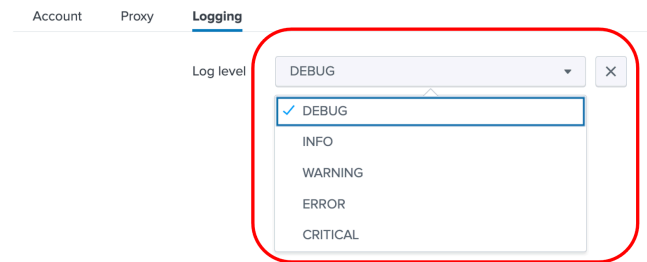 Account Proxy Logging
Log level DEBUG
DEBUG
INFO
WARNING
ERROR
CRITICAL